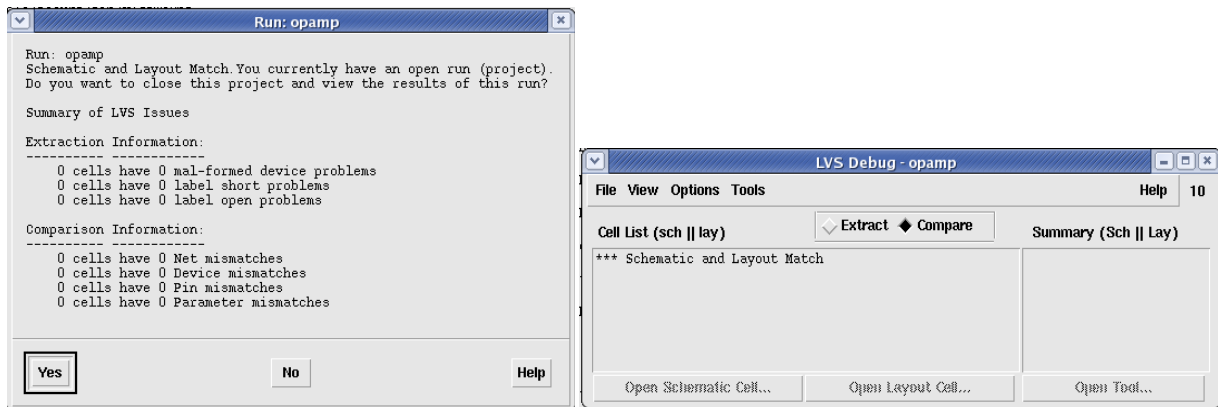 Run: opamp
Run: opamp
Schematic and Layout Match.You currently have an open run (project).
Do you want to close this project and view the results of this run?
Summary of LVS Issues
Extraction Information:
---------- ------------
0 cells have 0 mal-formed device problems
0 cells have 0 label short problems
0 cells have 0 label open problems
Comparison Information:
---------- ------------
0 cells have 0 Net mismatches
0 cells have 0 Device mismatches
0 cells have 0 Pin mismatches
0 cells have 0 Parameter mismatches
Yes No Help
LVS Debug - opamp
File View Options Tools Help 10
Cell List (sch || lay) Extract Compare Summary (Sch || Lay)
*** Schematic and Layout Match
Open Schematic Cell... Open Layout Cell... Open Tool...